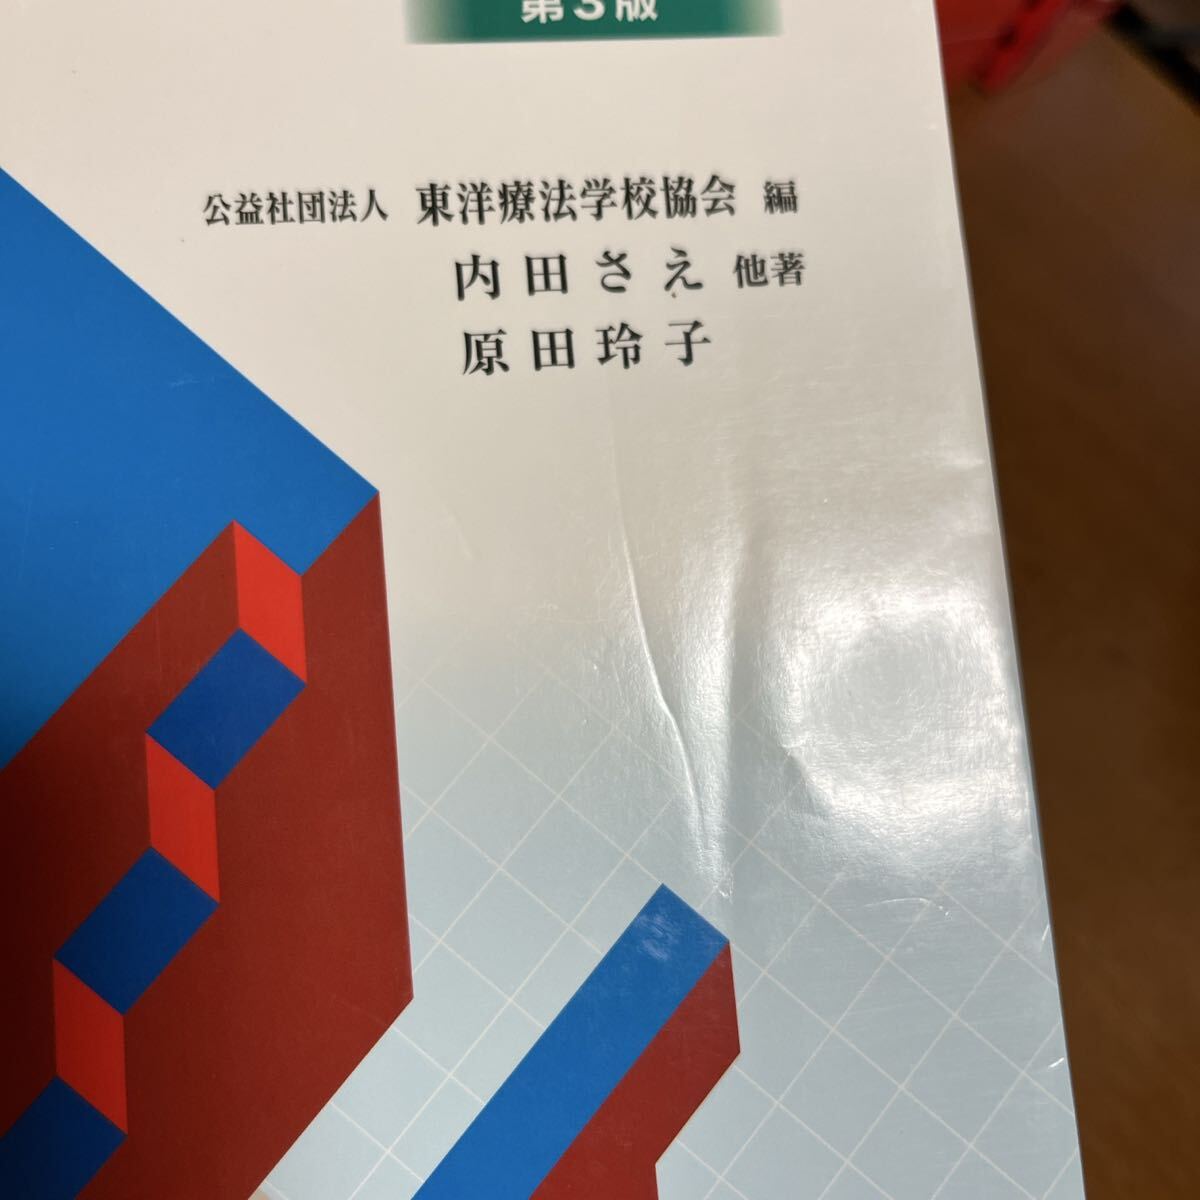 第3版
公益社団法人 東洋療法学校協会 編
内田さえ 他著
原田玲子